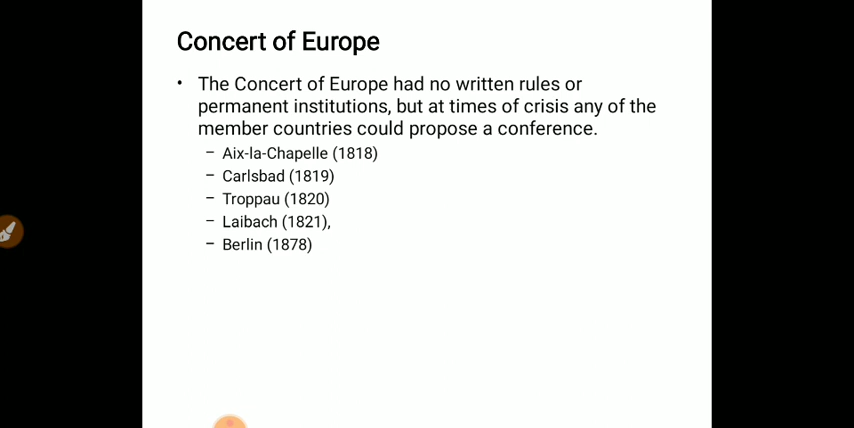 Concert of Europe
• The Concert of Europe had no written rules or
permanent institutions, but at times of crisis any of the
member countries could propose a conference.
– Aix-la-Chapelle (1818)
– Carlsbad (1819)
– Troppau (1820)
– Laibach (1821),
– Berlin (1878)